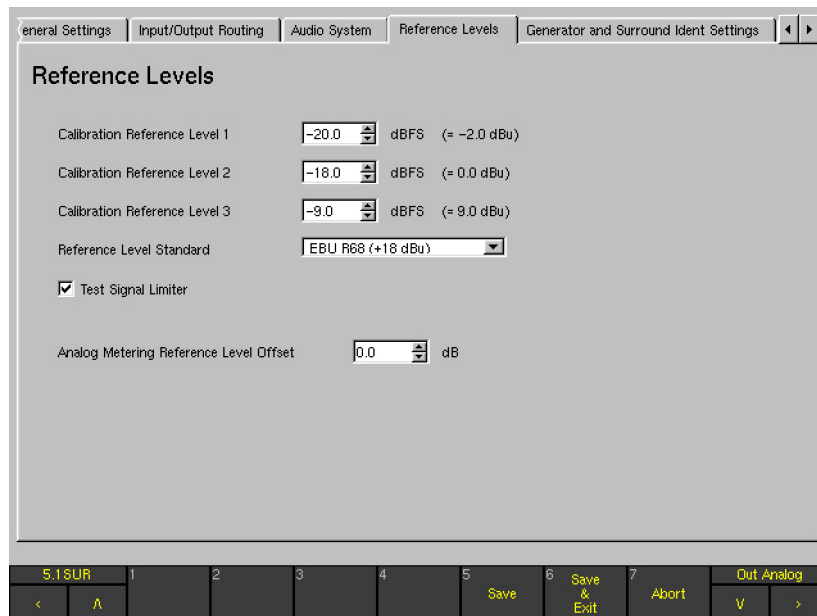 eneral Settings Input/Output Routing Audio System Reference Levels Generator and Surround Ident Settings
Reference Levels
Calibration Reference Level 1 -20.0 dBFS (= -2.0 dBu)
Calibration Reference Level 2 -18.0 dBFS (= 0.0 dBu)
Calibration Reference Level 3 -9.0 dBFS (= 9.0 dBu)
Reference Level Standard EBU R68 (+18 dBu)
Test Signal Limiter
Analog Metering Reference Level Offset 0.0 dB
5.1SUR 1 2 3 4 5 Save 6 Save & Exit 7 Abort Out Analog
< Λ V >